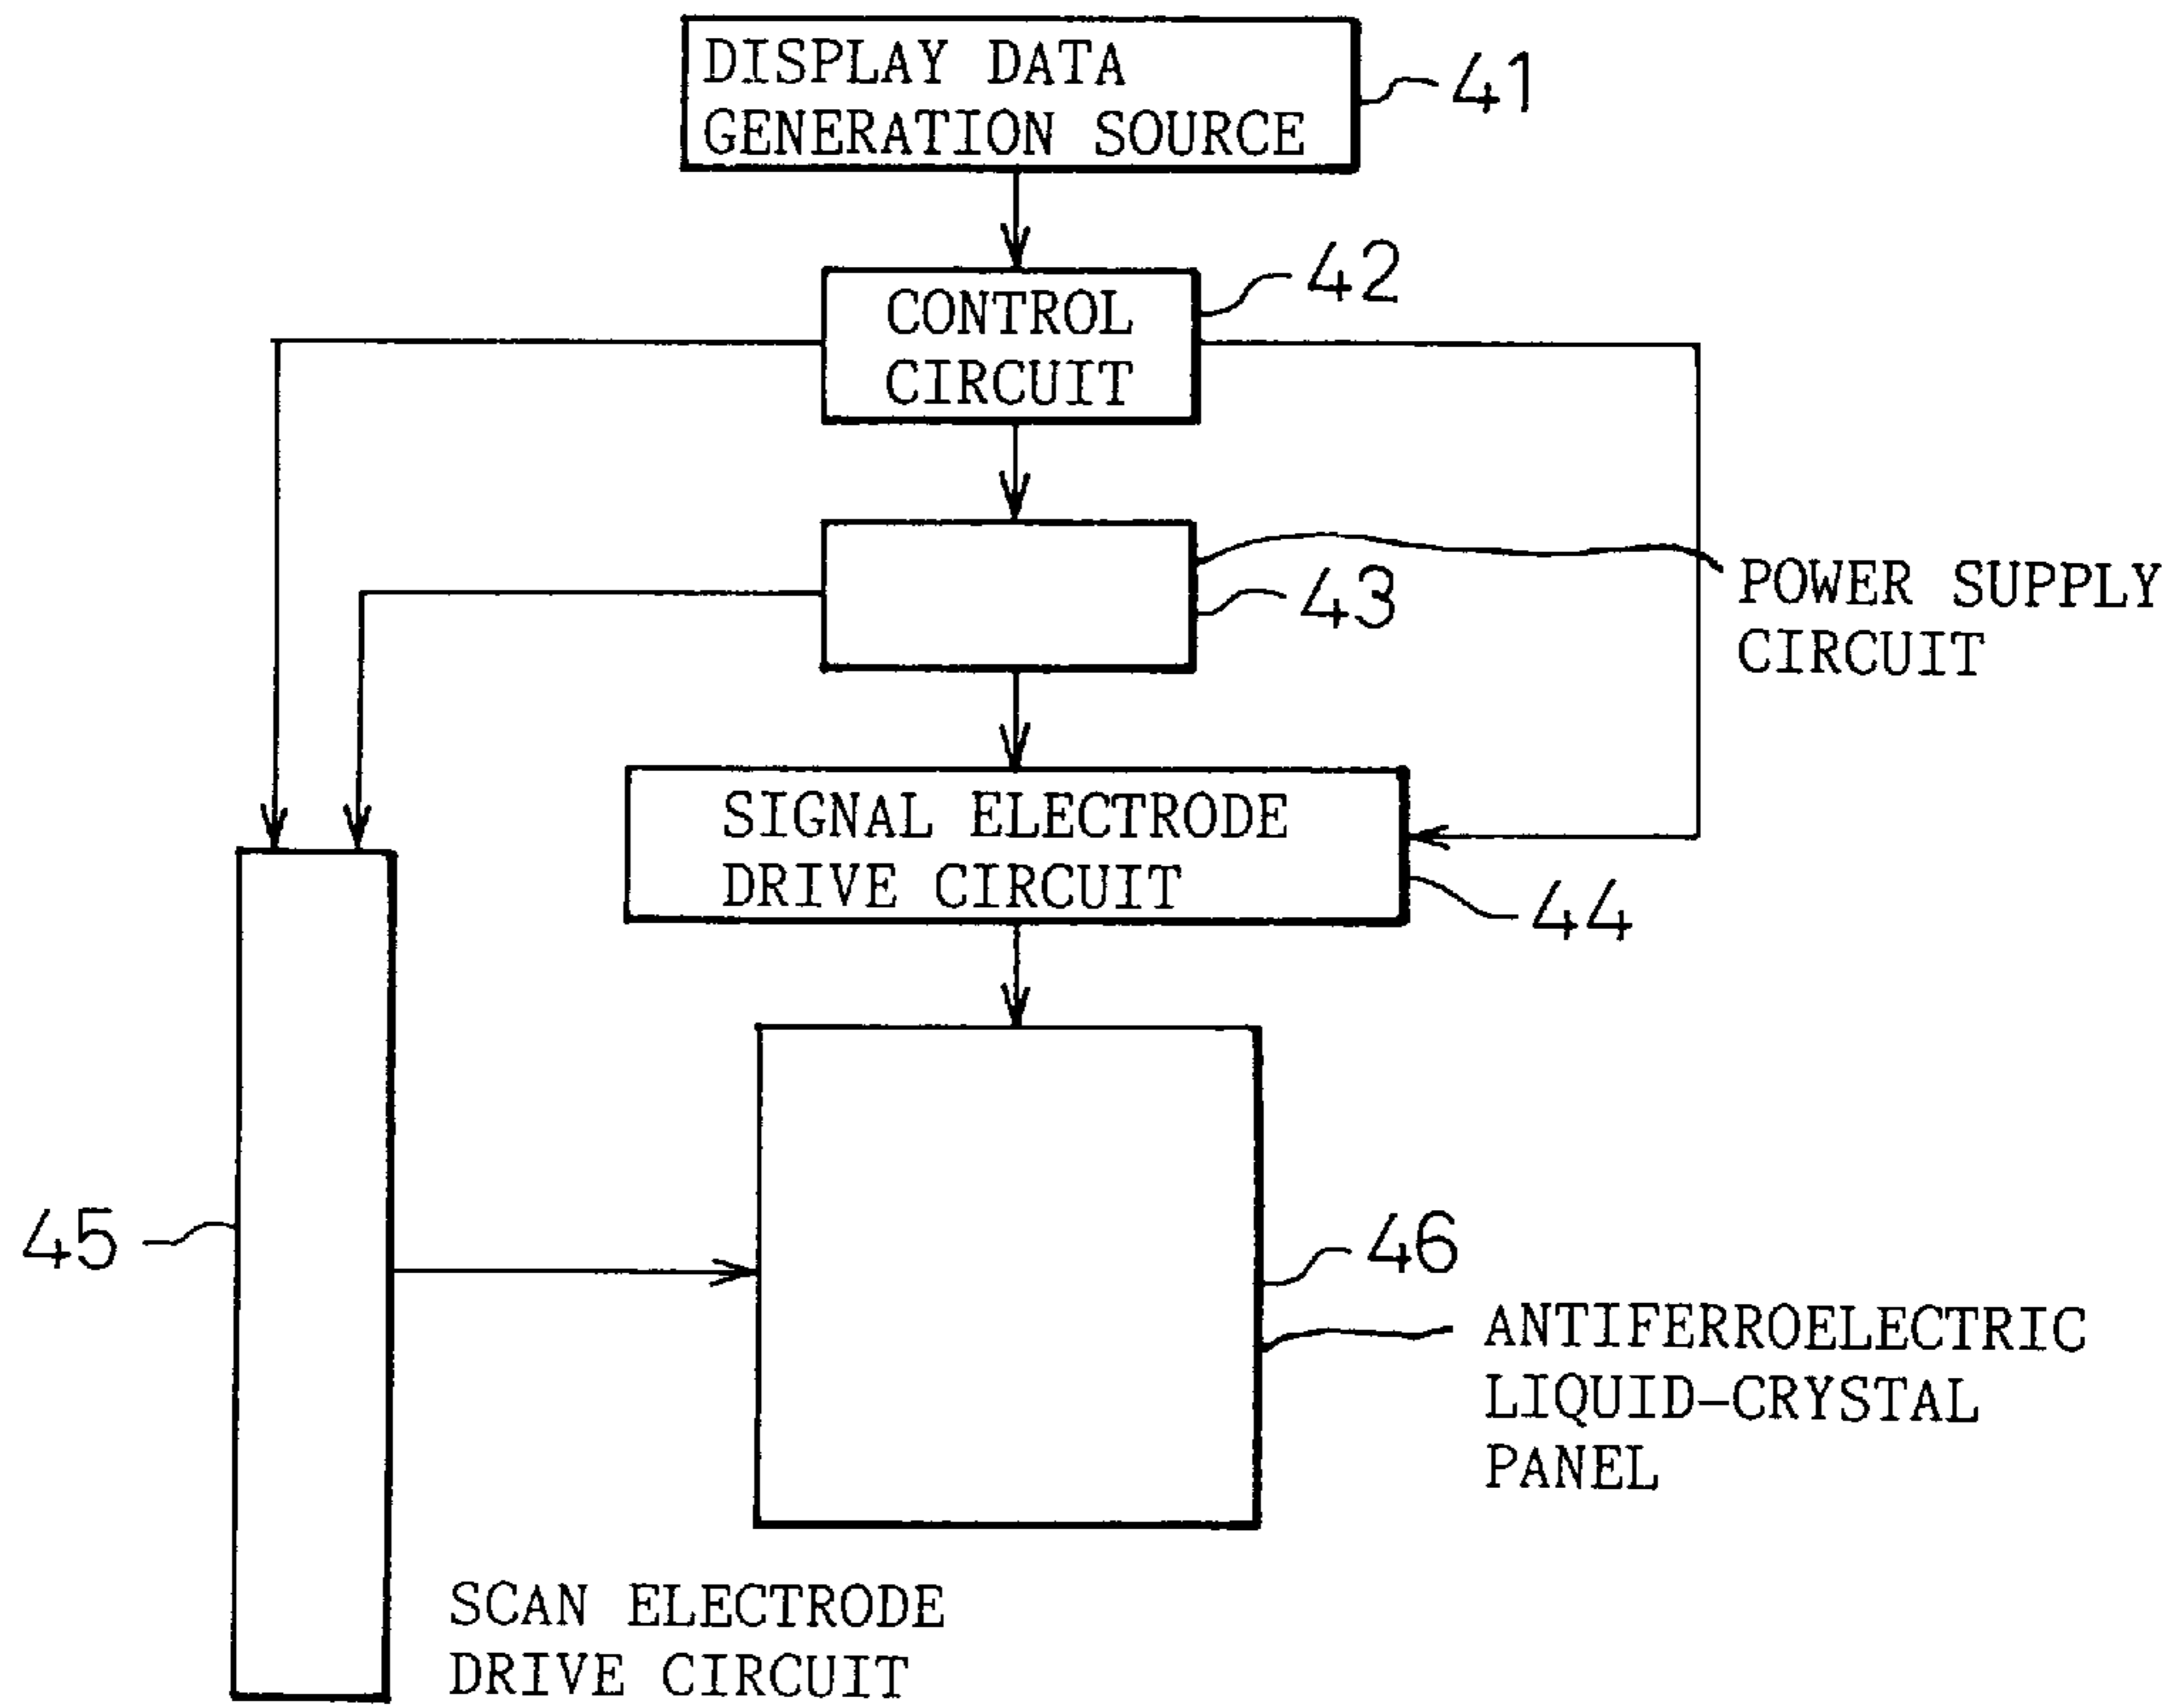 DISPLAY DATA
GENERATION SOURCE
41
42
CONTROL
CIRCUIT
43
POWER SUPPLY
CIRCUIT
SIGNAL ELECTRODE
DRIVE CIRCUIT
44
45
46
ANTIFERROELECTRIC
LIQUID-CRYSTAL
PANEL
SCAN ELECTRODE
DRIVE CIRCUIT